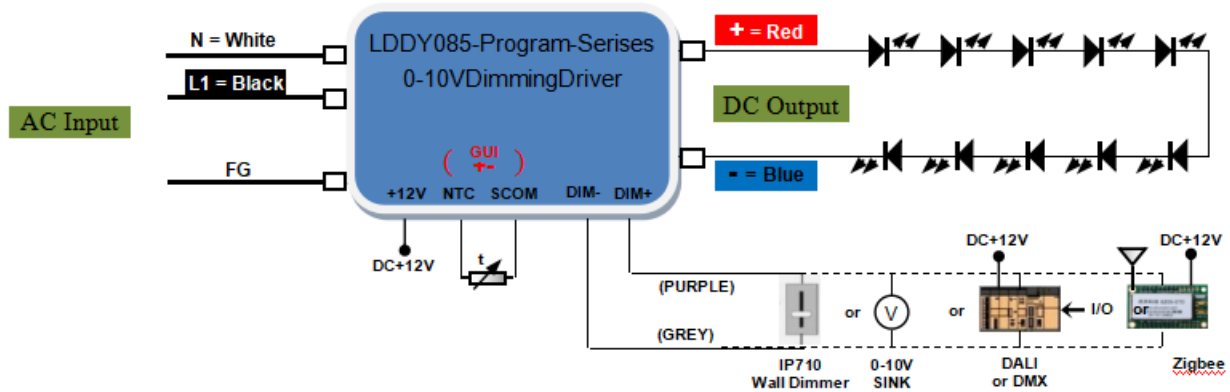 N = White
L1 = Black
AC Input
FG
LDDY085-Program-Serises
0-10VDimmingDriver
( GUI )
+-
+12V NTC SCOM DIM- DIM+
+ = Red
DC Output
- = Blue
DC+12V
t
(PURPLE)
(GREY)
or
V
or
DC+12V
I/O
or
DC+12V
IP710
Wall Dimmer
0-10V
SINK
DALI
or DMX
Zigbee